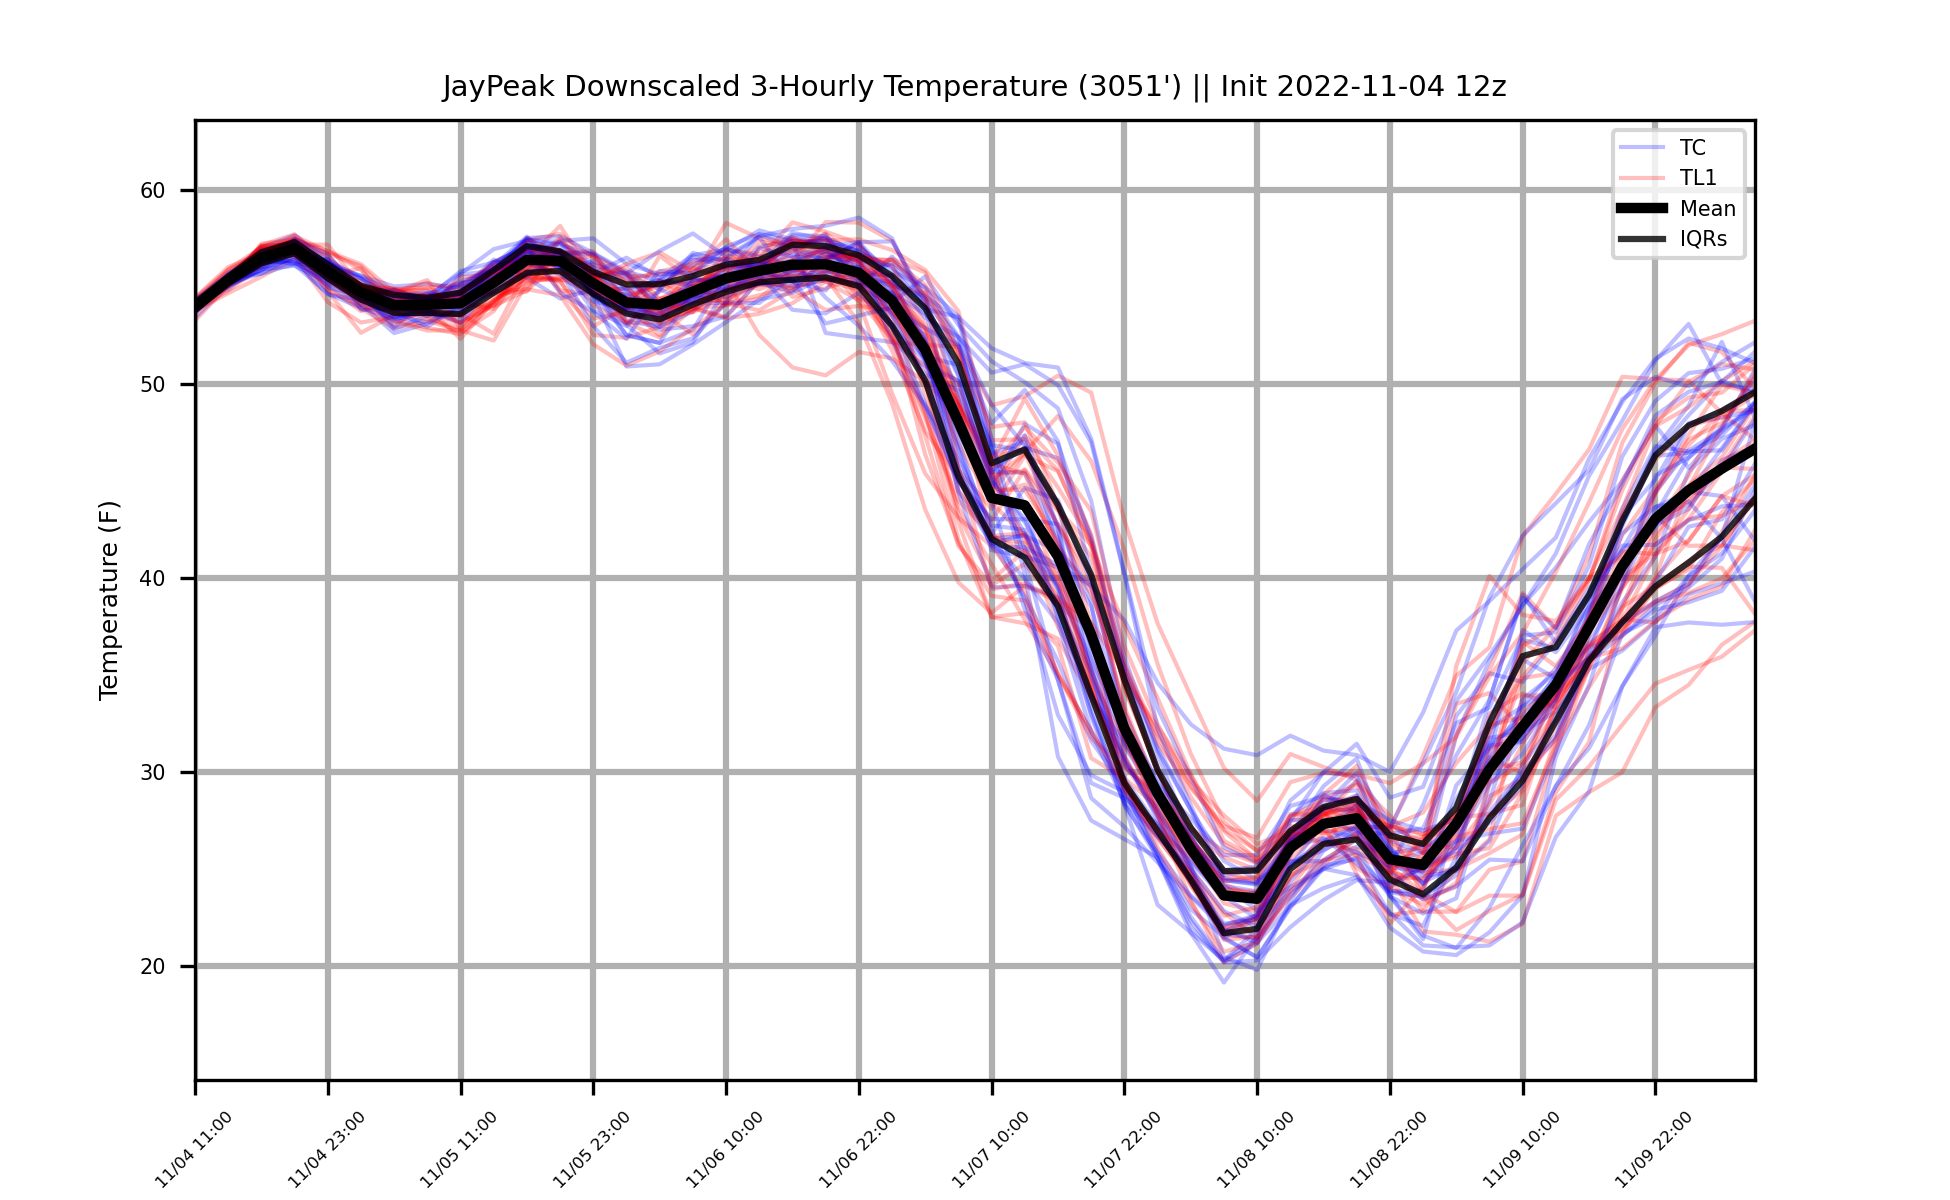 JayPeak Downscaled 3-Hourly Temperature (3051') || Init 2022-11-04 12z
TC
TL1
Mean
IQRs
Temperature (F)
60
50
40
30
20
11/04 11:00
11/04 23:00
11/05 11:00
11/05 23:00
11/06 10:00
11/06 22:00
11/07 10:00
11/07 22:00
11/08 10:00
11/08 22:00
11/09 10:00
11/09 22:00